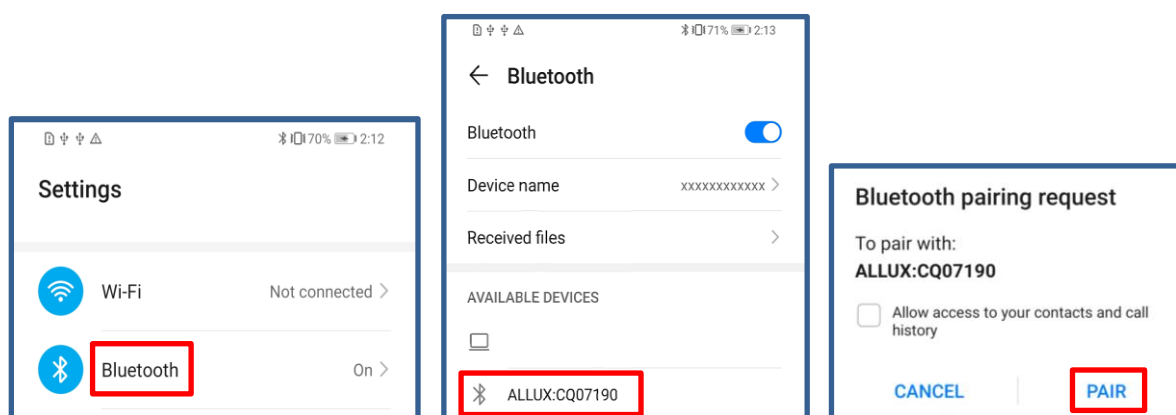 70% 2:12
Settings
Wi-Fi Not connected
Bluetooth On
71% 2:13
Bluetooth
Bluetooth
Device name xxxxxxxxxxxx
Received files
AVAILABLE DEVICES
ALLUX:CQ07190
Bluetooth pairing request
To pair with:
ALLUX:CQ07190
Allow access to your contacts and call
history
CANCEL PAIR